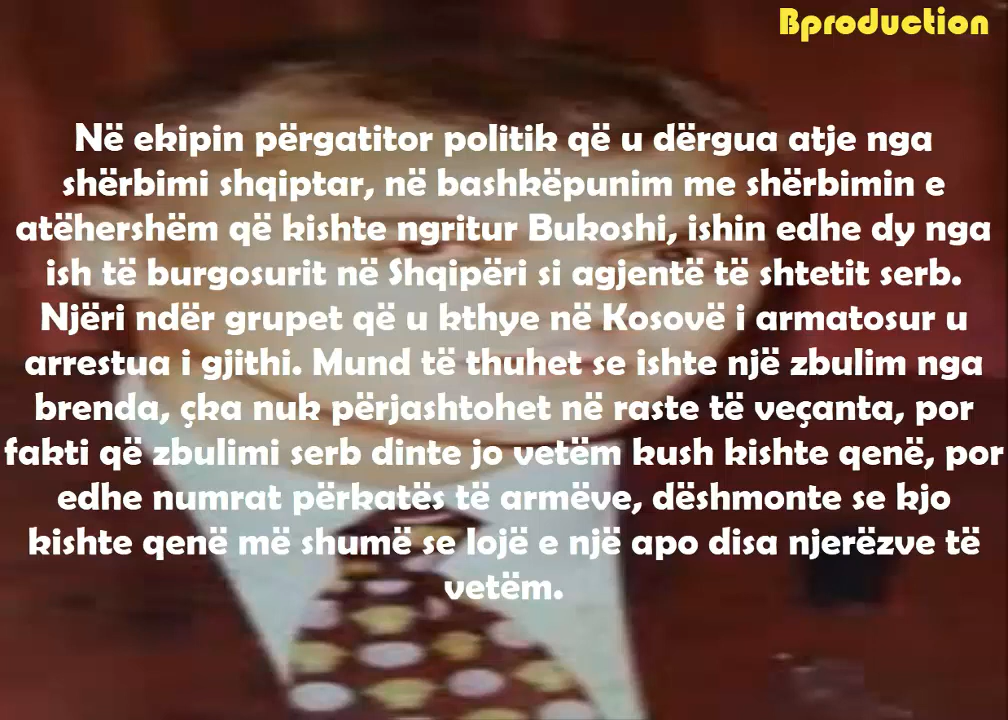 Bproduction
Në ekipin përgatitor politik që u dërgua atje nga
shërbimi shqiptar, në bashkëpunim me shërbimin e
atëhershëm që kishte ngritur Bukoshi, ishin edhe dy nga
ish të burgosurit në Shqipëri si agjentë të shtetit serb.
Njëri ndër grupet që u kthye në Kosovë i armatosur u
arrestua i gjithi. Mund të thuhet se ishte një zbulim nga
brenda, çka nuk përjashtohet në raste të veçanta, por
fakti që zbulimi serb dinte jo vetëm kush kishte qenë, por
edhe numrat përkatës të armëve, dëshmonte se kjo
kishte qenë më shumë se lojë e një apo disa njerëzve të
vetëm.